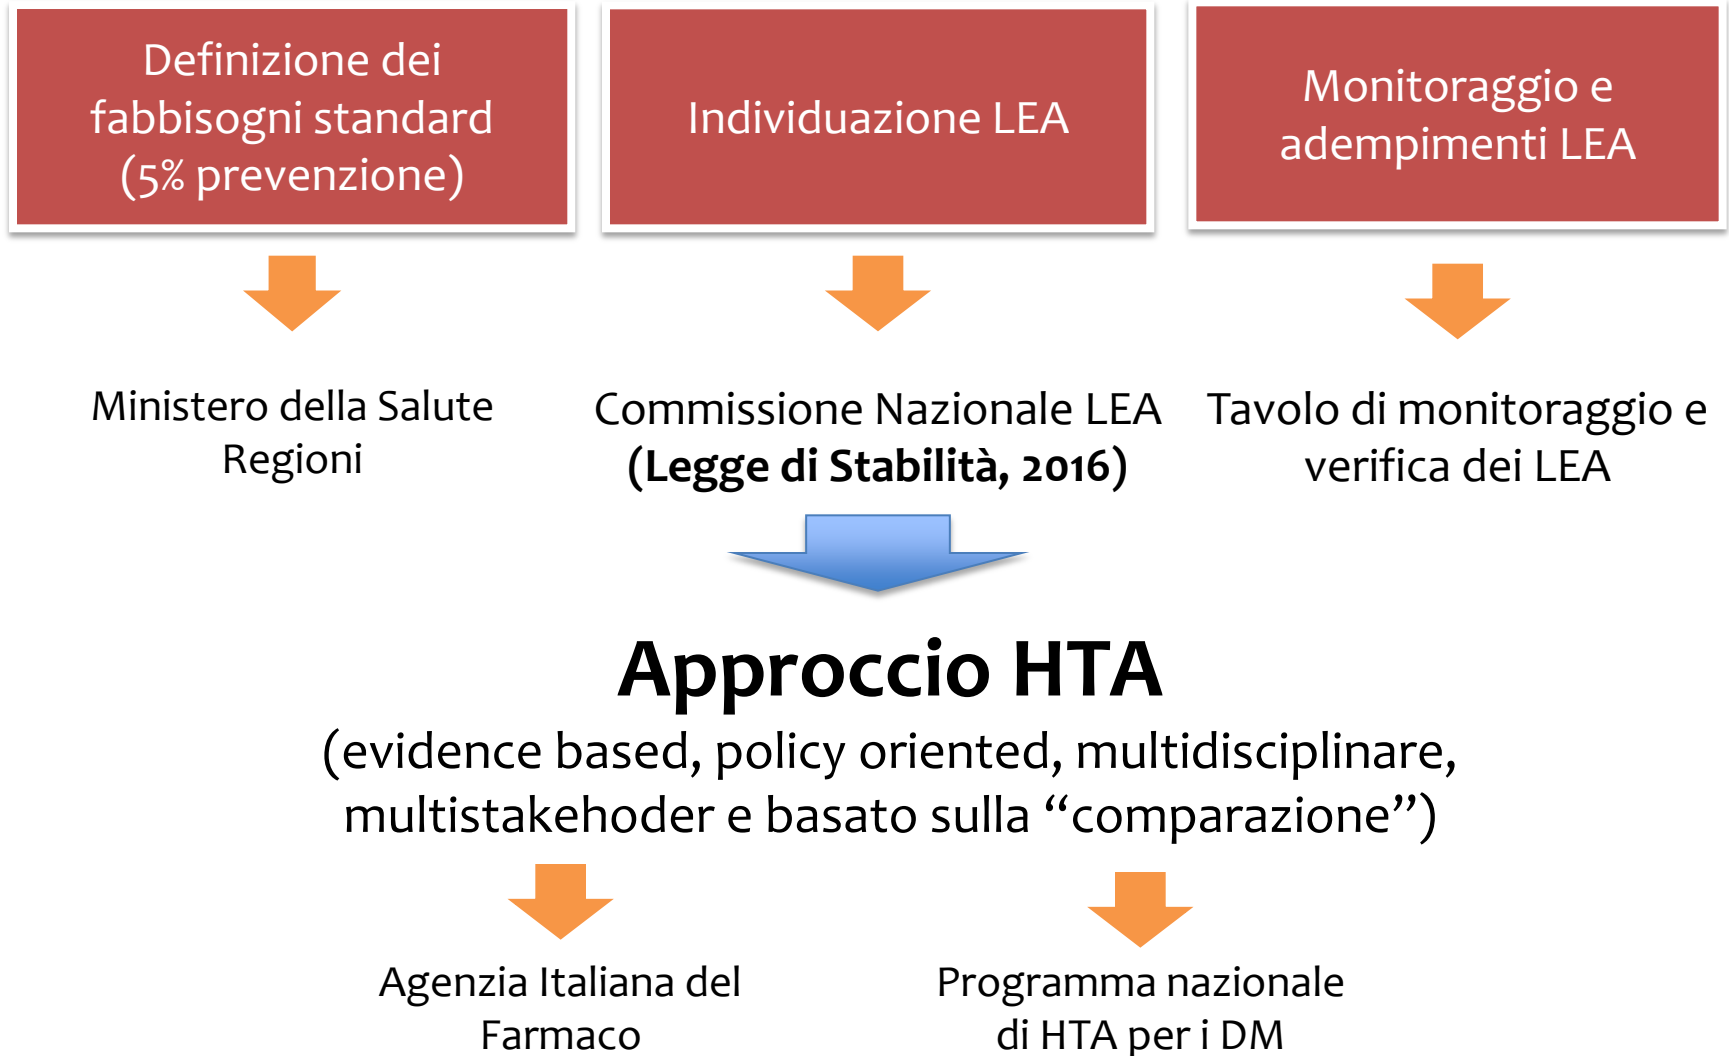 Definizione dei
fabbisogni standard
(5% prevenzione)
Individuazione LEA
Monitoraggio e
adempimenti LEA
Ministero della Salute
Regioni
Commissione Nazionale LEA
(Legge di Stabilità, 2016)
Tavolo di monitoraggio e
verifica dei LEA
Approccio HTA
(evidence based, policy oriented, multidisciplinare,
multistakehoder e basato sulla “comparazione”)
Agenzia Italiana del
Farmaco
Programma nazionale
di HTA per i DM